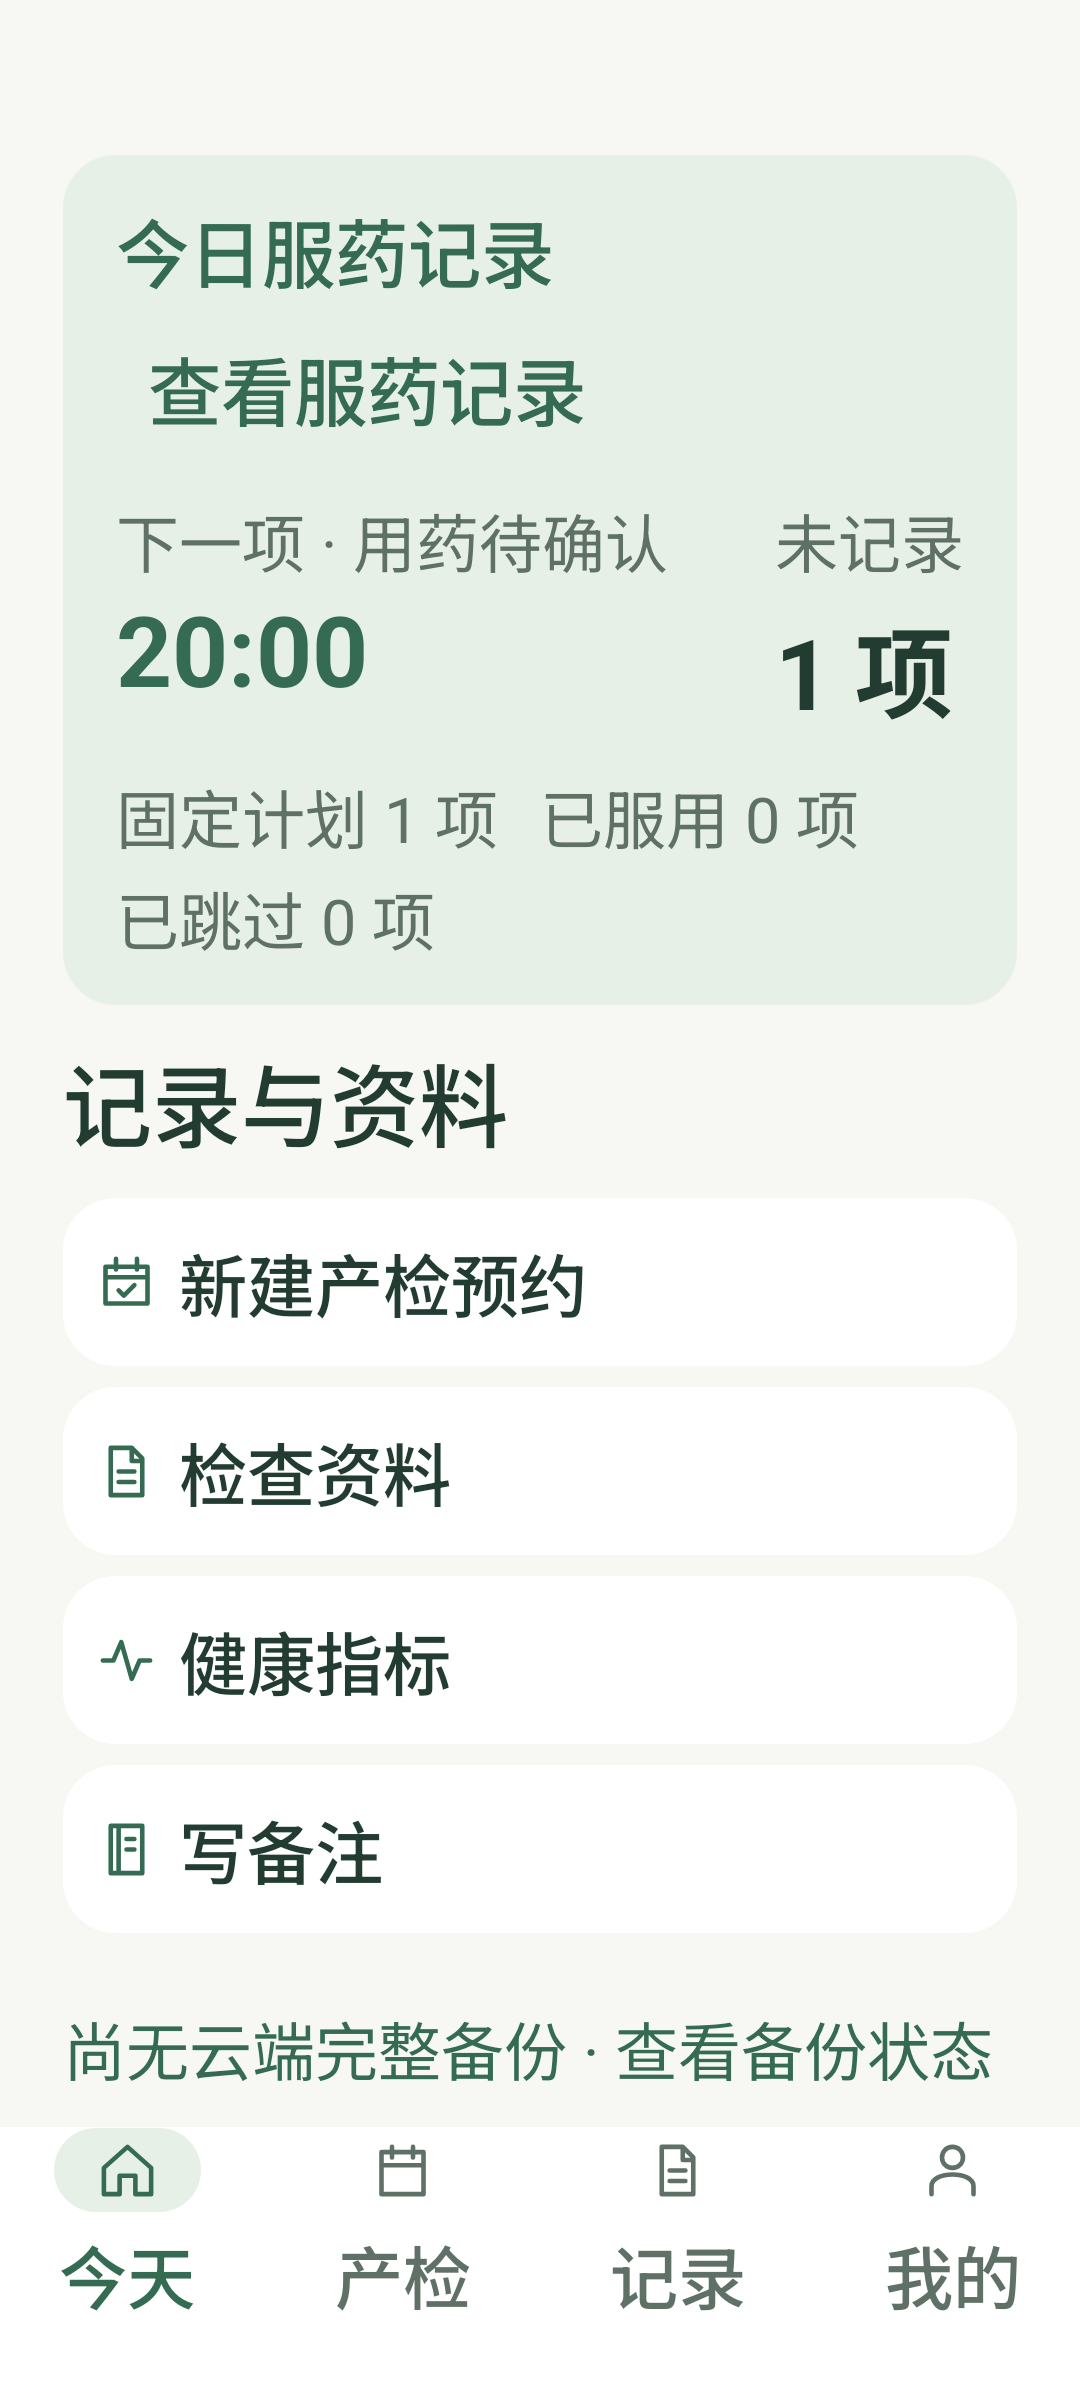 今日服药记录
查看服药记录
下一项 · 用药待确认 未记录
20:00 1 项
固定计划 1 项 已服用 0 项
已跳过 0 项
记录与资料
新建产检预约
检查资料
健康指标
写备注
尚无云端完整备份 · 查看备份状态
今天 产检 记录 我的